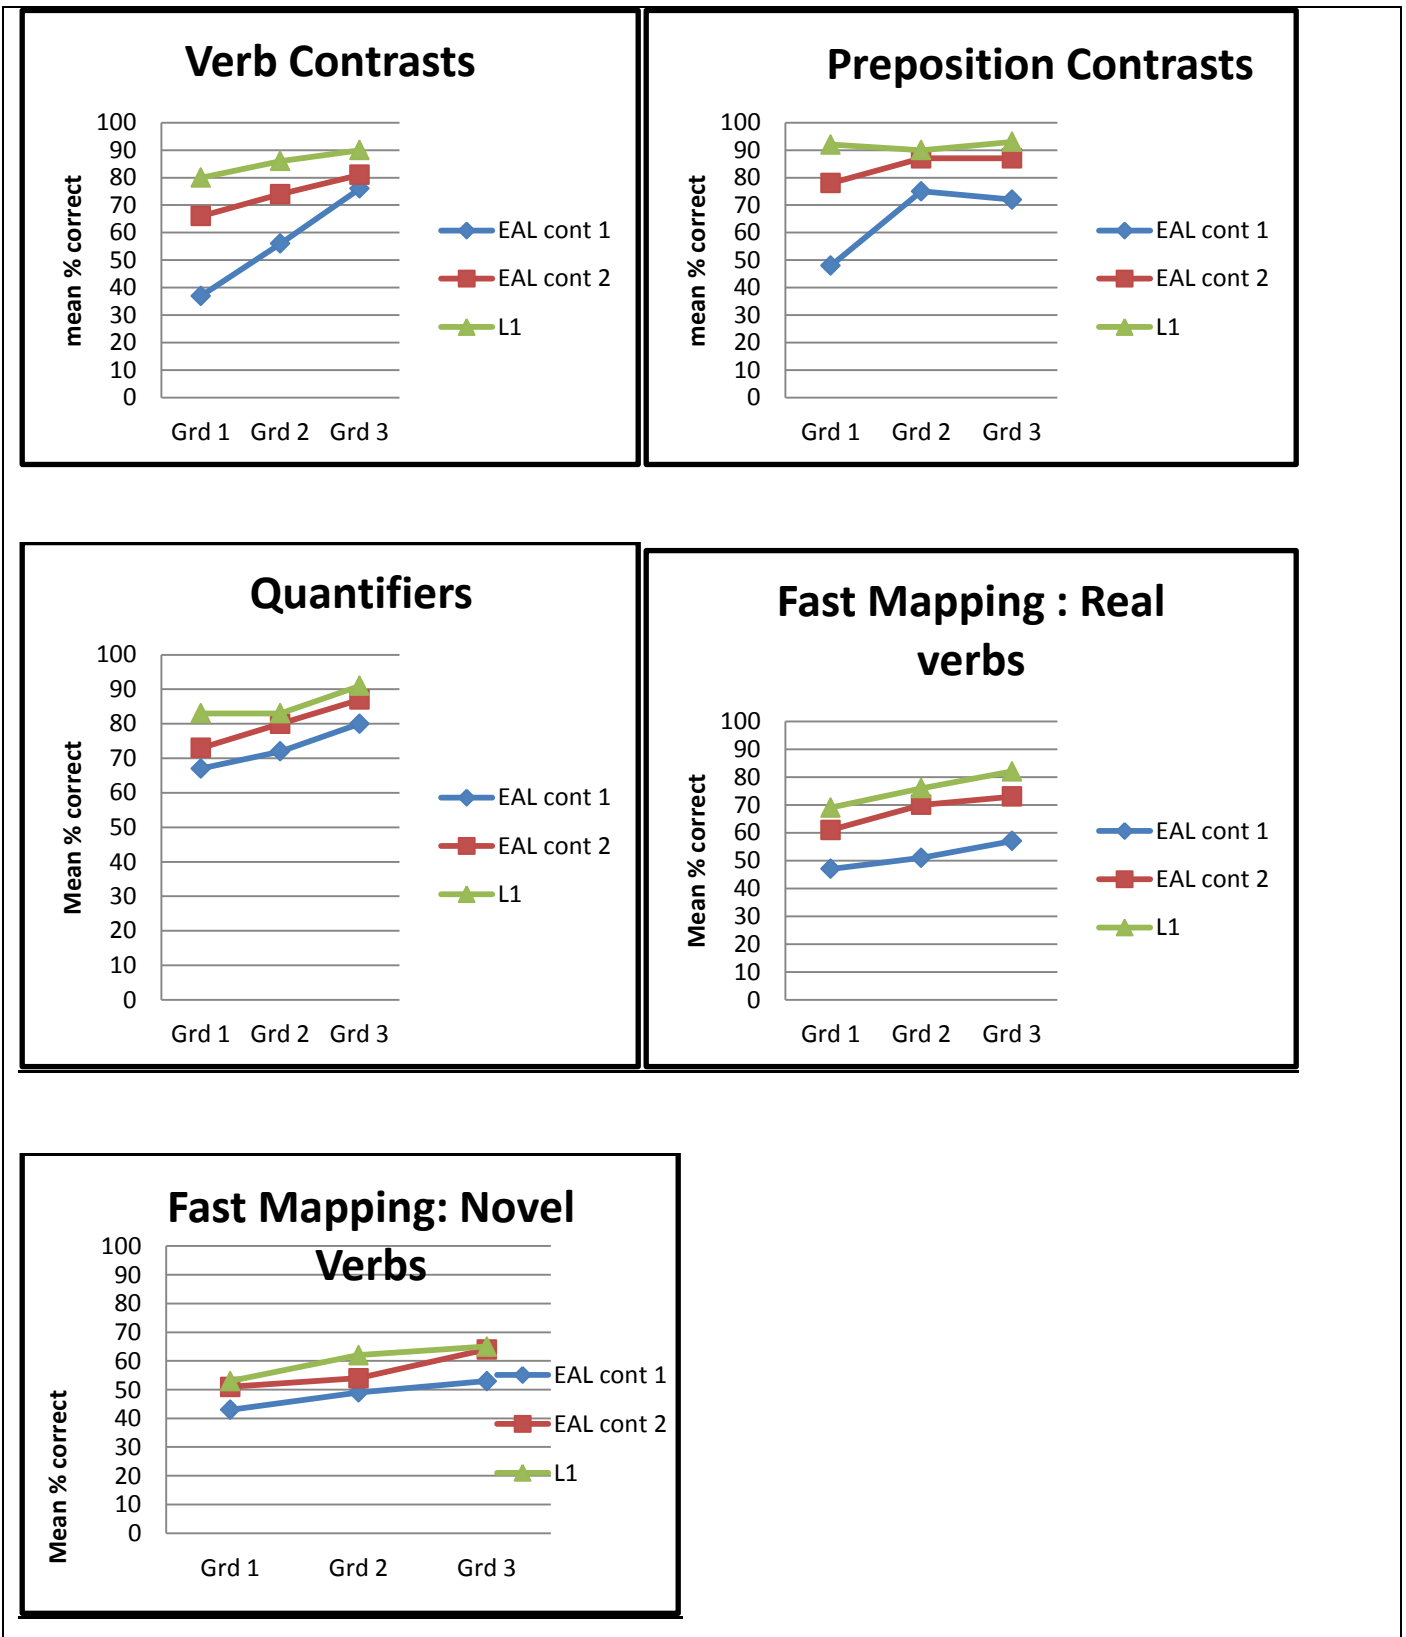 Verb Contrasts
mean % correct
100
90
80
70
60
50
40
30
20
10
0
Grd 1 Grd 2 Grd 3
EAL cont 1
EAL cont 2
L1
Preposition Contrasts
mean % correct
100
90
80
70
60
50
40
30
20
10
0
Grd 1 Grd 2 Grd 3
EAL cont 1
EAL cont 2
L1
Quantifiers
Mean % correct
100
90
80
70
60
50
40
30
20
10
0
Grd 1 Grd 2 Grd 3
EAL cont 1
EAL cont 2
L1
Fast Mapping : Real
verbs
Mean % correct
100
90
80
70
60
50
40
30
20
10
0
Grd 1 Grd 2 Grd 3
EAL cont 1
EAL cont 2
L1
Fast Mapping: Novel
Verbs
Mean % correct
100
90
80
70
60
50
40
30
20
10
0
Grd 1 Grd 2 Grd 3
EAL cont 1
EAL cont 2
L1